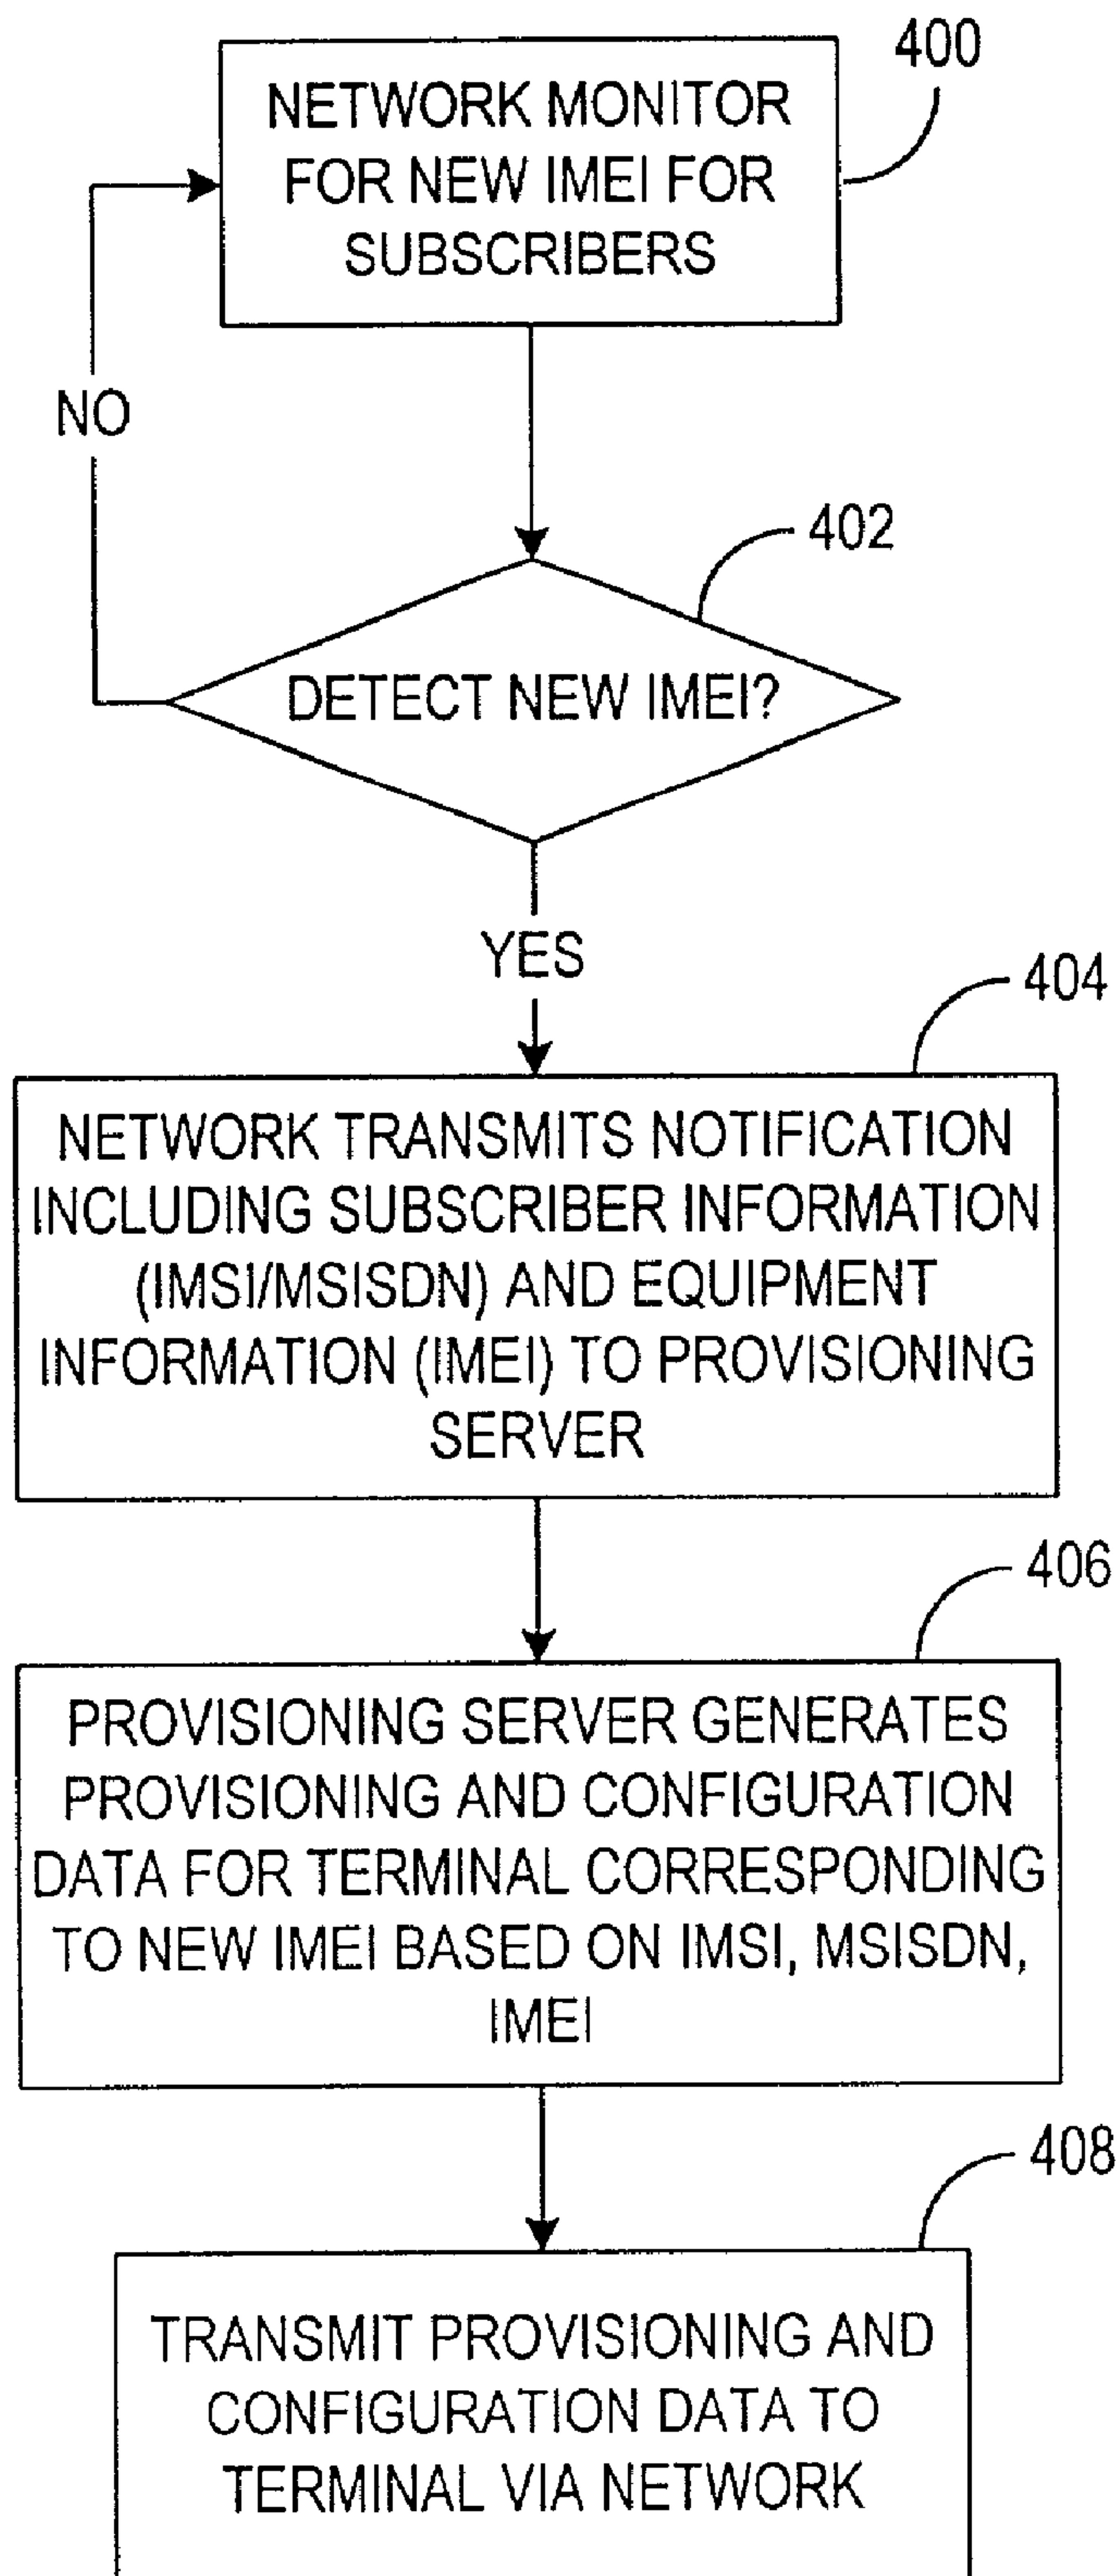 400
NETWORK MONITOR
FOR NEW IMEI FOR
SUBSCRIBERS
NO
402
DETECT NEW IMEI?
YES
404
NETWORK TRANSMITS NOTIFICATION
INCLUDING SUBSCRIBER INFORMATION
(IMSI/MSISDN) AND EQUIPMENT
INFORMATION (IMEI) TO PROVISIONING
SERVER
406
PROVISIONING SERVER GENERATES
PROVISIONING AND CONFIGURATION
DATA FOR TERMINAL CORRESPONDING
TO NEW IMEI BASED ON IMSI, MSISDN,
IMEI
408
TRANSMIT PROVISIONING AND
CONFIGURATION DATA TO
TERMINAL VIA NETWORK